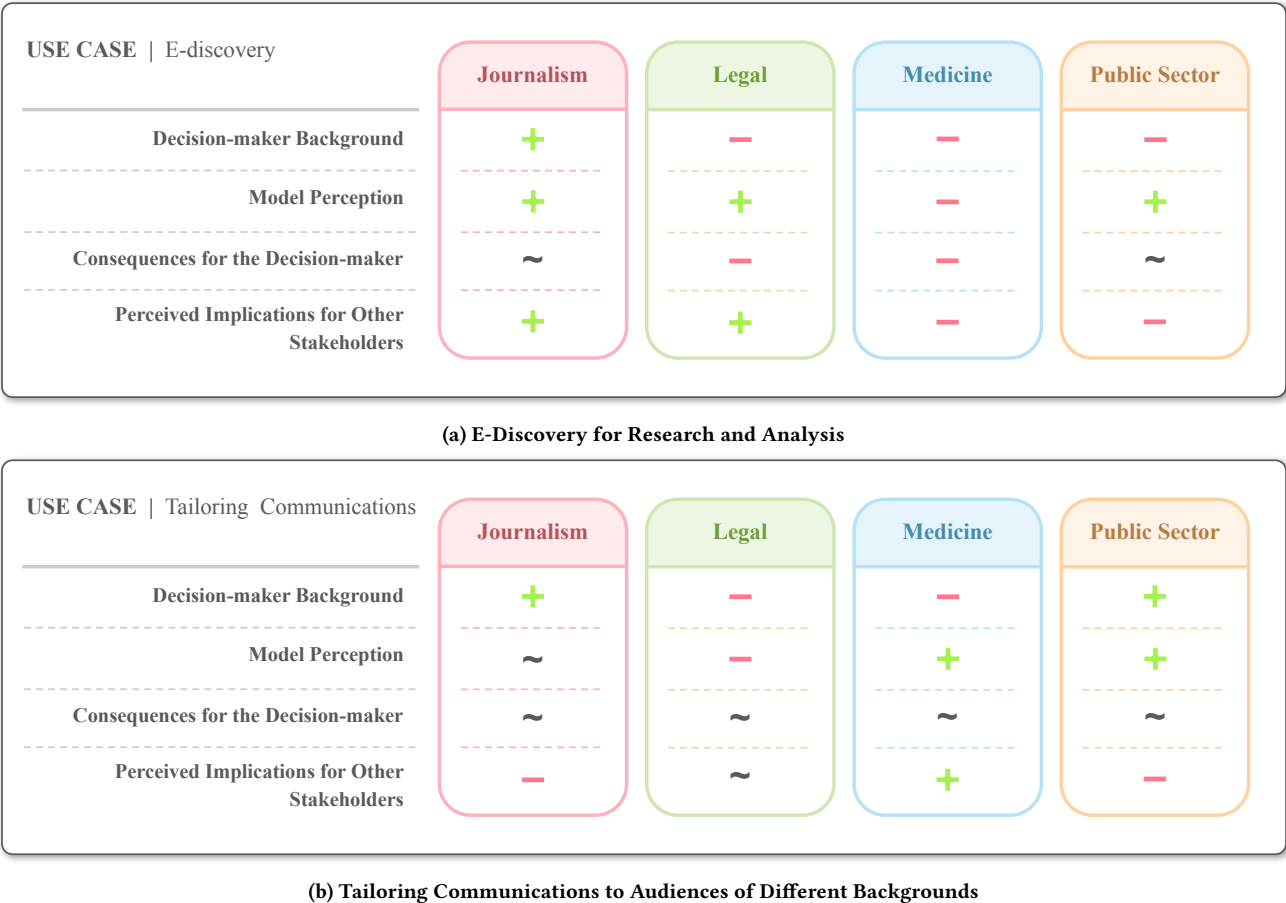 USE CASE | E-discovery
Journalism Legal Medicine Public Sector
Decision-maker Background + − − −
Model Perception + + − +
Consequences for the Decision-maker ~ − − ~
Perceived Implications for Other
Stakeholders + + − −
(a) E-Discovery for Research and Analysis
USE CASE | Tailoring Communications
Journalism Legal Medicine Public Sector
Decision-maker Background + − − +
Model Perception ~ − + +
Consequences for the Decision-maker ~ ~ ~ ~
Perceived Implications for Other
Stakeholders − ~ + −
(b) Tailoring Communications to Audiences of Different Backgrounds